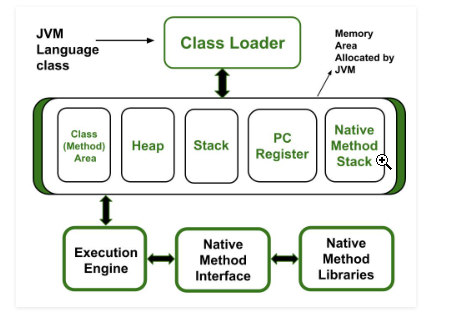 JVM
Language
class
Class Loader
Memory
Area
Allocated by
JVM
Class
(Method)
Area
Heap
Stack
PC
Register
Native
Method
Stack
Execution
Engine
Native
Method
Interface
Native
Method
Libraries